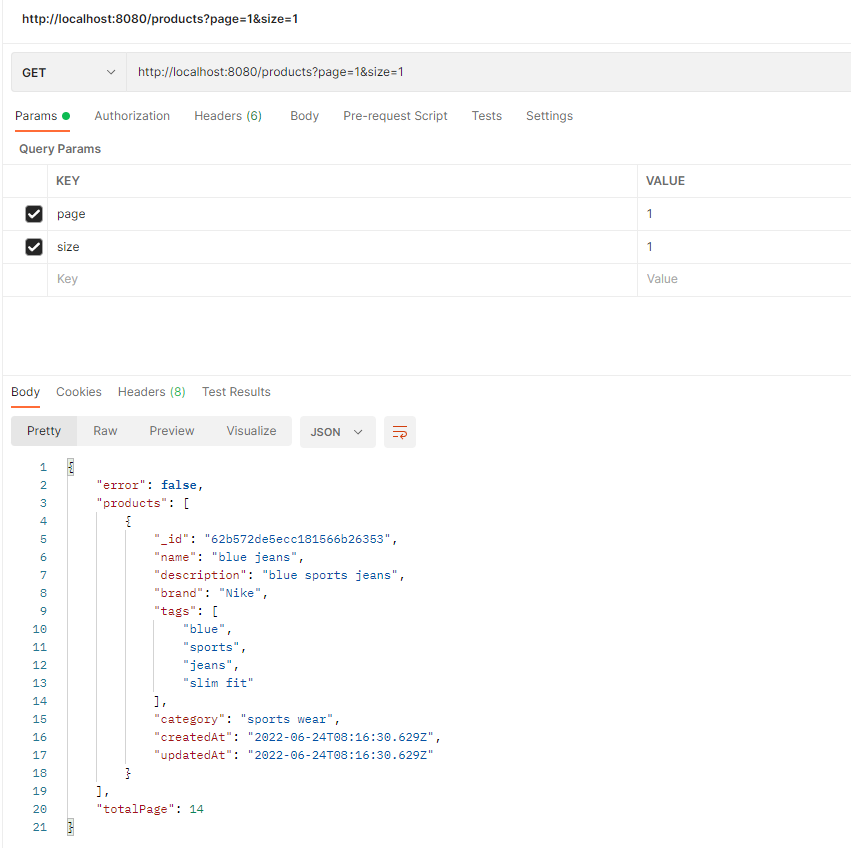 http://localhost:8080/products?page=1&size=1
GET http://localhost:8080/products?page=1&size=1
Params Authorization Headers (6) Body Pre-request Script Tests Settings
Query Params
KEY VALUE
page 1
size 1
Key Value
Body Cookies Headers (8) Test Results
Pretty Raw Preview Visualize JSON
1 {
2 "error": false,
3 "products": [
4 {
5 "_id": "62b572de5ecc181566b26353",
6 "name": "blue jeans",
7 "description": "blue sports jeans",
8 "brand": "Nike",
9 "tags": [
10 "blue",
11 "sports",
12 "jeans",
13 "slim fit"
14 ],
15 "category": "sports wear",
16 "createdAt": "2022-06-24T08:16:30.629Z",
17 "updatedAt": "2022-06-24T08:16:30.629Z"
18 }
19 ],
20 "totalPage": 14
21 }